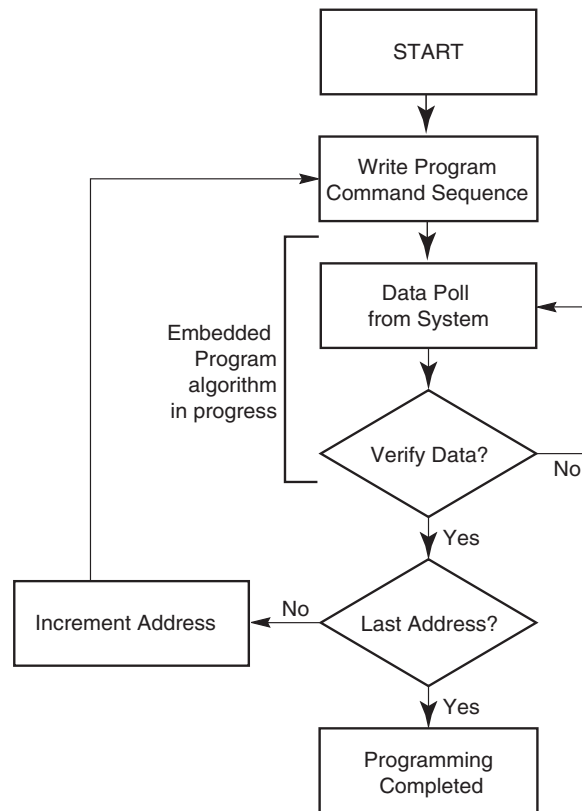 START
Write Program
Command Sequence
Data Poll
from System
Embedded
Program
algorithm
in progress
Verify Data?
No
Yes
Increment Address
No
Last Address?
Yes
Programming
Completed